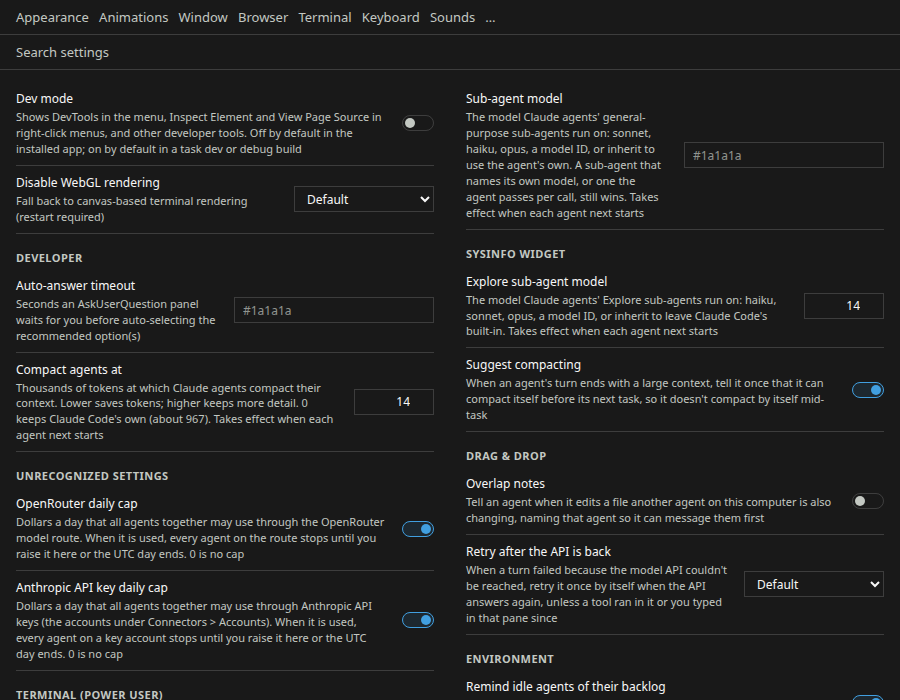 Appearance Animations Window Browser Terminal Keyboard Sounds ...
Search settings
Dev mode
Shows DevTools in the menu, Inspect Element and View Page Source in
right-click menus, and other developer tools. Off by default in the
installed app; on by default in a task dev or debug build
Disable WebGL rendering
Fall back to canvas-based terminal rendering
(restart required)
Default
DEVELOPER
Auto-answer timeout
Seconds an AskUserQuestion panel
waits for you before auto-selecting the
recommended option(s)
#1a1a1a
Compact agents at
Thousands of tokens at which Claude agents compact their
context. Lower saves tokens; higher keeps more detail. 0
keeps Claude Code's own (about 967). Takes effect when each
agent next starts
14
UNRECOGNIZED SETTINGS
OpenRouter daily cap
Dollars a day that all agents together may use through the OpenRouter
model route. When it is used, every agent on the route stops until you
raise it here or the UTC day ends. 0 is no cap
Anthropic API key daily cap
Dollars a day that all agents together may use through Anthropic API
keys (the accounts under Connectors > Accounts). When it is used,
every agent on a key account stops until you raise it here or the UTC
day ends. 0 is no cap
TERMINAL (POWER USER)
Sub-agent model
The model Claude agents' general-
purpose sub-agents run on: sonnet,
haiku, opus, a model ID, or inherit to
use the agent's own. A sub-agent that
names its own model, or one the
agent passes per call, still wins. Takes
effect when each agent next starts
#1a1a1a
SYSINFO WIDGET
Explore sub-agent model
The model Claude agents' Explore sub-agents run on: haiku,
sonnet, opus, a model ID, or inherit to leave Claude Code's
built-in. Takes effect when each agent next starts
14
Suggest compacting
When an agent's turn ends with a large context, tell it once that it can
compact itself before its next task, so it doesn't compact by itself mid-
task
DRAG & DROP
Overlap notes
Tell an agent when it edits a file another agent on this computer is also
changing, naming that agent so it can message them first
Retry after the API is back
When a turn failed because the model API couldn't
be reached, retry it once by itself when the API
answers again, unless a tool ran in it or you typed
in that pane since
Default
ENVIRONMENT
Remind idle agents of their backlog